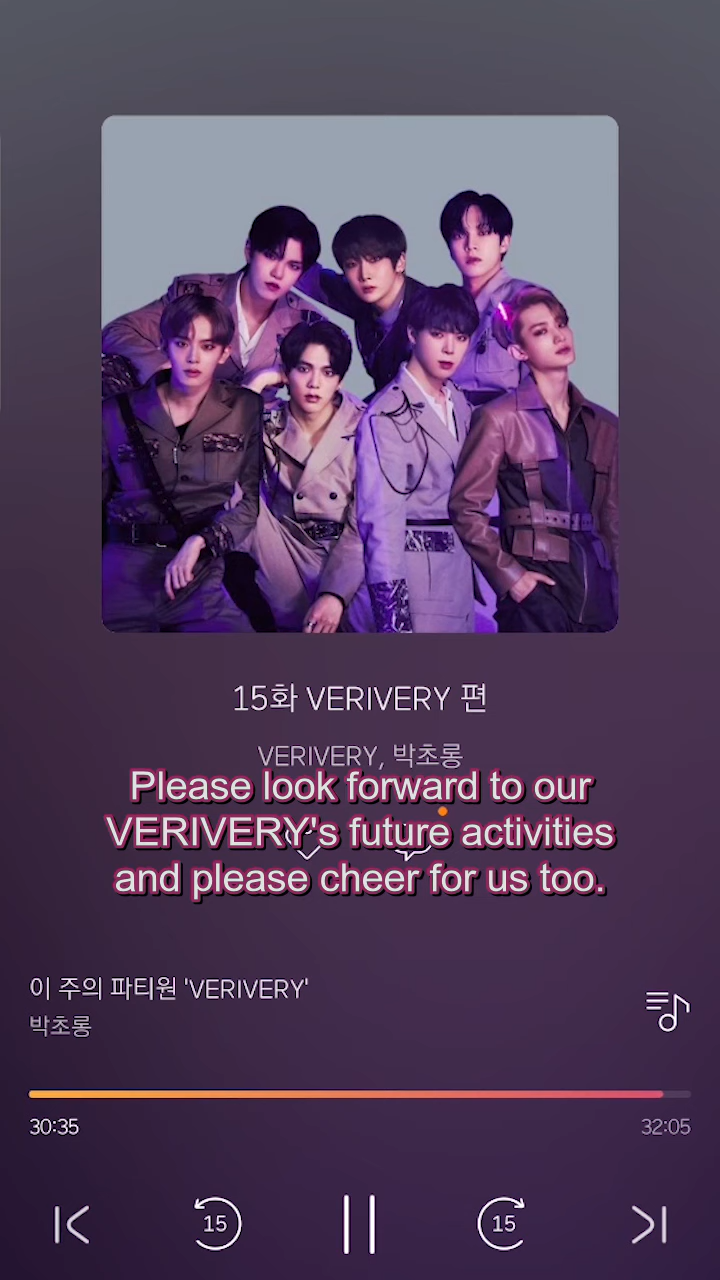 15화 VERIVERY 편
VERIVERY, 박초롱
Please look forward to our
VERIVERY's future activities
and please cheer for us too.
이 주의 파티원 'VERIVERY'
박초롱
30:35
32:05
15
15